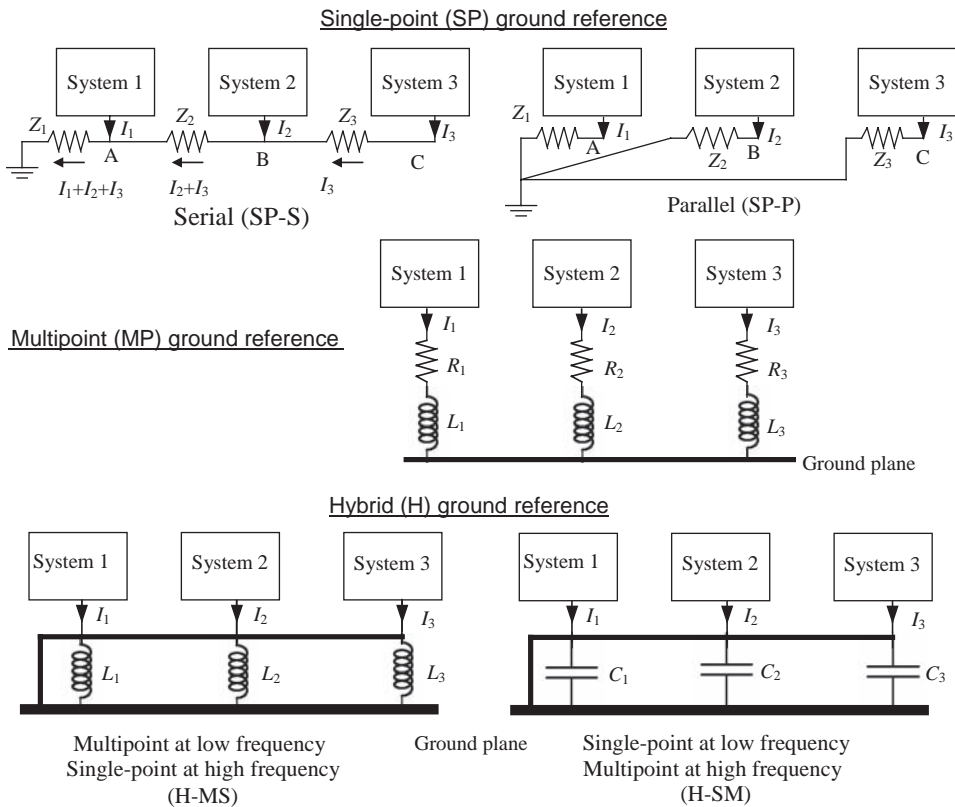 Single-point (SP) ground reference
System 1 System 2 System 3 System 1 System 2 System 3
Z1 I1 Z2 I2 Z3 I3 Z1 I1 I2 I3
A B C A Z2 B Z3 C
I1+I2+I3 I2+I3 I3
Serial (SP-S) Parallel (SP-P)
System 1 System 2 System 3
I1 I2 I3
Multipoint (MP) ground reference
R1 R2 R3
L1 L2 L3
Ground plane
Hybrid (H) ground reference
System 1 System 2 System 3 System 1 System 2 System 3
I1 I2 I3 I1 I2 I3
L1 L2 L3 C1 C2 C3
Multipoint at low frequency Ground plane Single-point at low frequency
Single-point at high frequency Multipoint at high frequency
(H-MS) (H-SM)